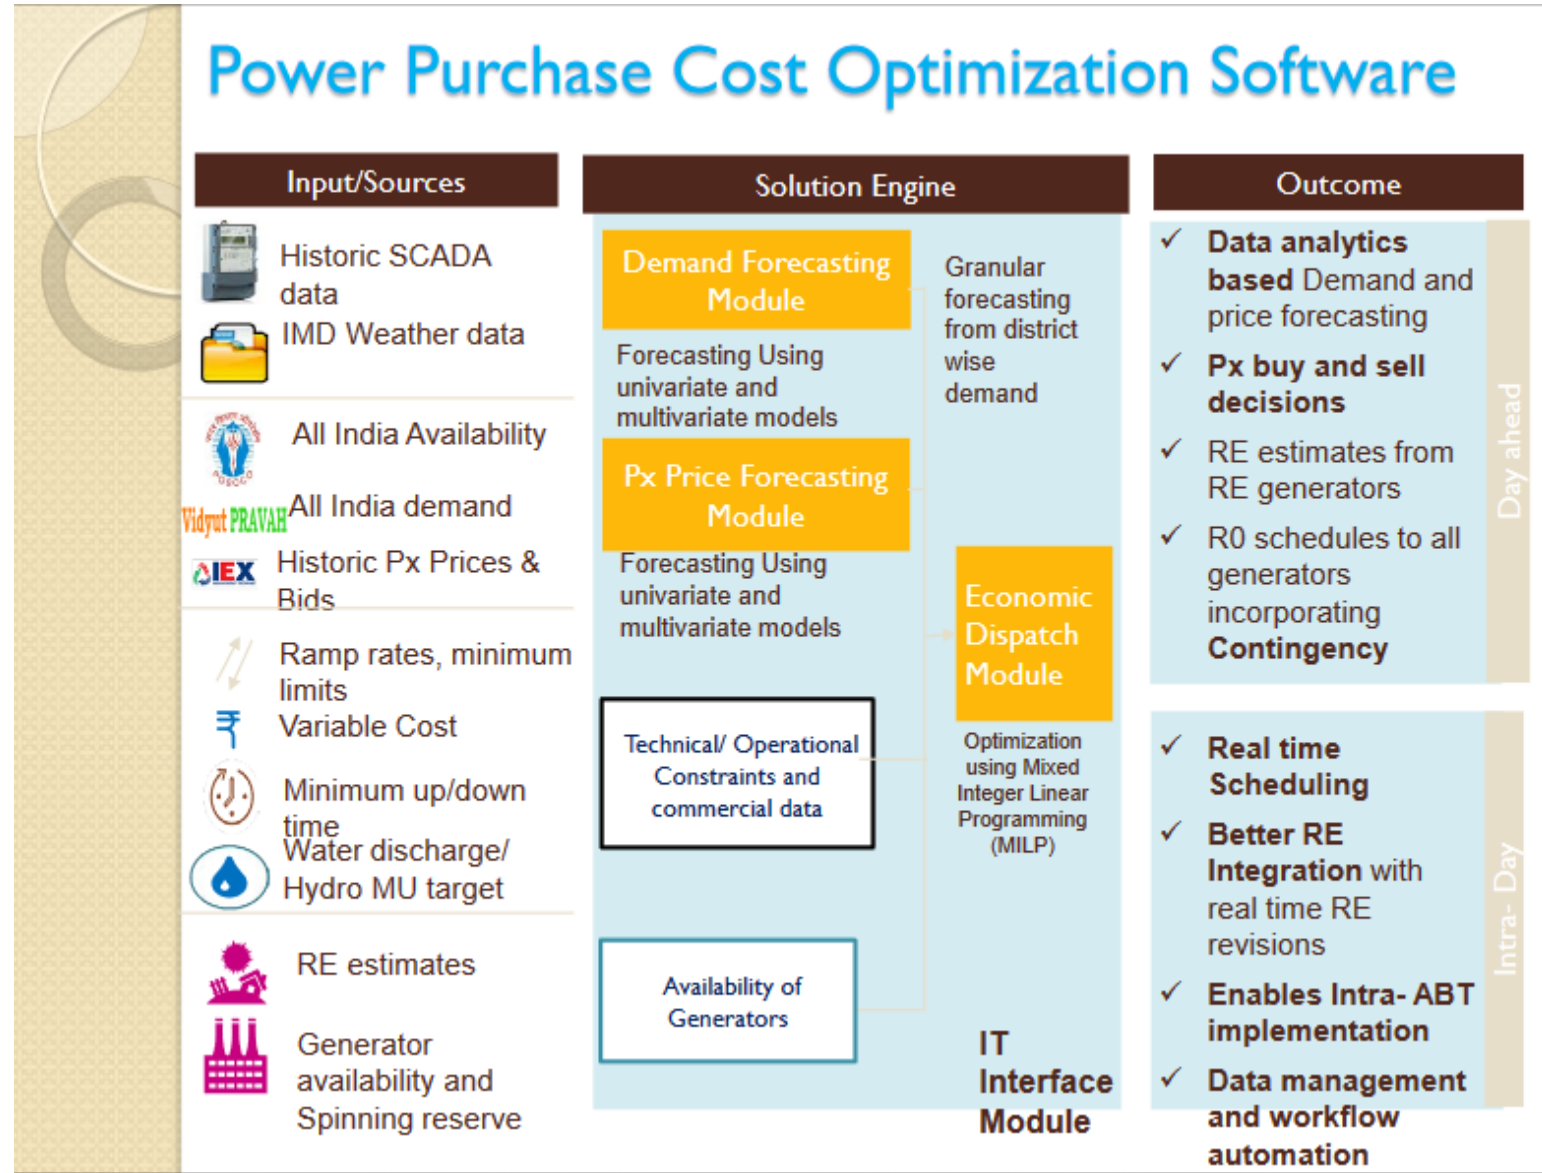 Power Purchase Cost Optimization Software
Input/Sources
Historic SCADA
data
IMD Weather data
POSOCO
All India Availability
Vidyut PRAVAH
All India demand
IEX
Historic Px Prices &
Bids
Ramp rates, minimum
limits
₹
Variable Cost
Minimum up/down
time
Water discharge/
Hydro MU target
RE estimates
Generator
availability and
Spinning reserve
Solution Engine
Demand Forecasting
Module
Forecasting Using
univariate and
multivariate models
Granular
forecasting
from district
wise
demand
Px Price Forecasting
Module
Forecasting Using
univariate and
multivariate models
Economic
Dispatch
Module
Optimization
using Mixed
Integer Linear
Programming
(MILP)
Technical/ Operational
Constraints and
commercial data
Availability of
Generators
IT
Interface
Module
Outcome
Data analytics
based Demand and
price forecasting
Px buy and sell
decisions
RE estimates from
RE generators
R0 schedules to all
generators
incorporating
Contingency
Day ahead
Real time
Scheduling
Better RE
Integration with
real time RE
revisions
Enables Intra- ABT
implementation
Data management
and workflow
automation
Intra- Day